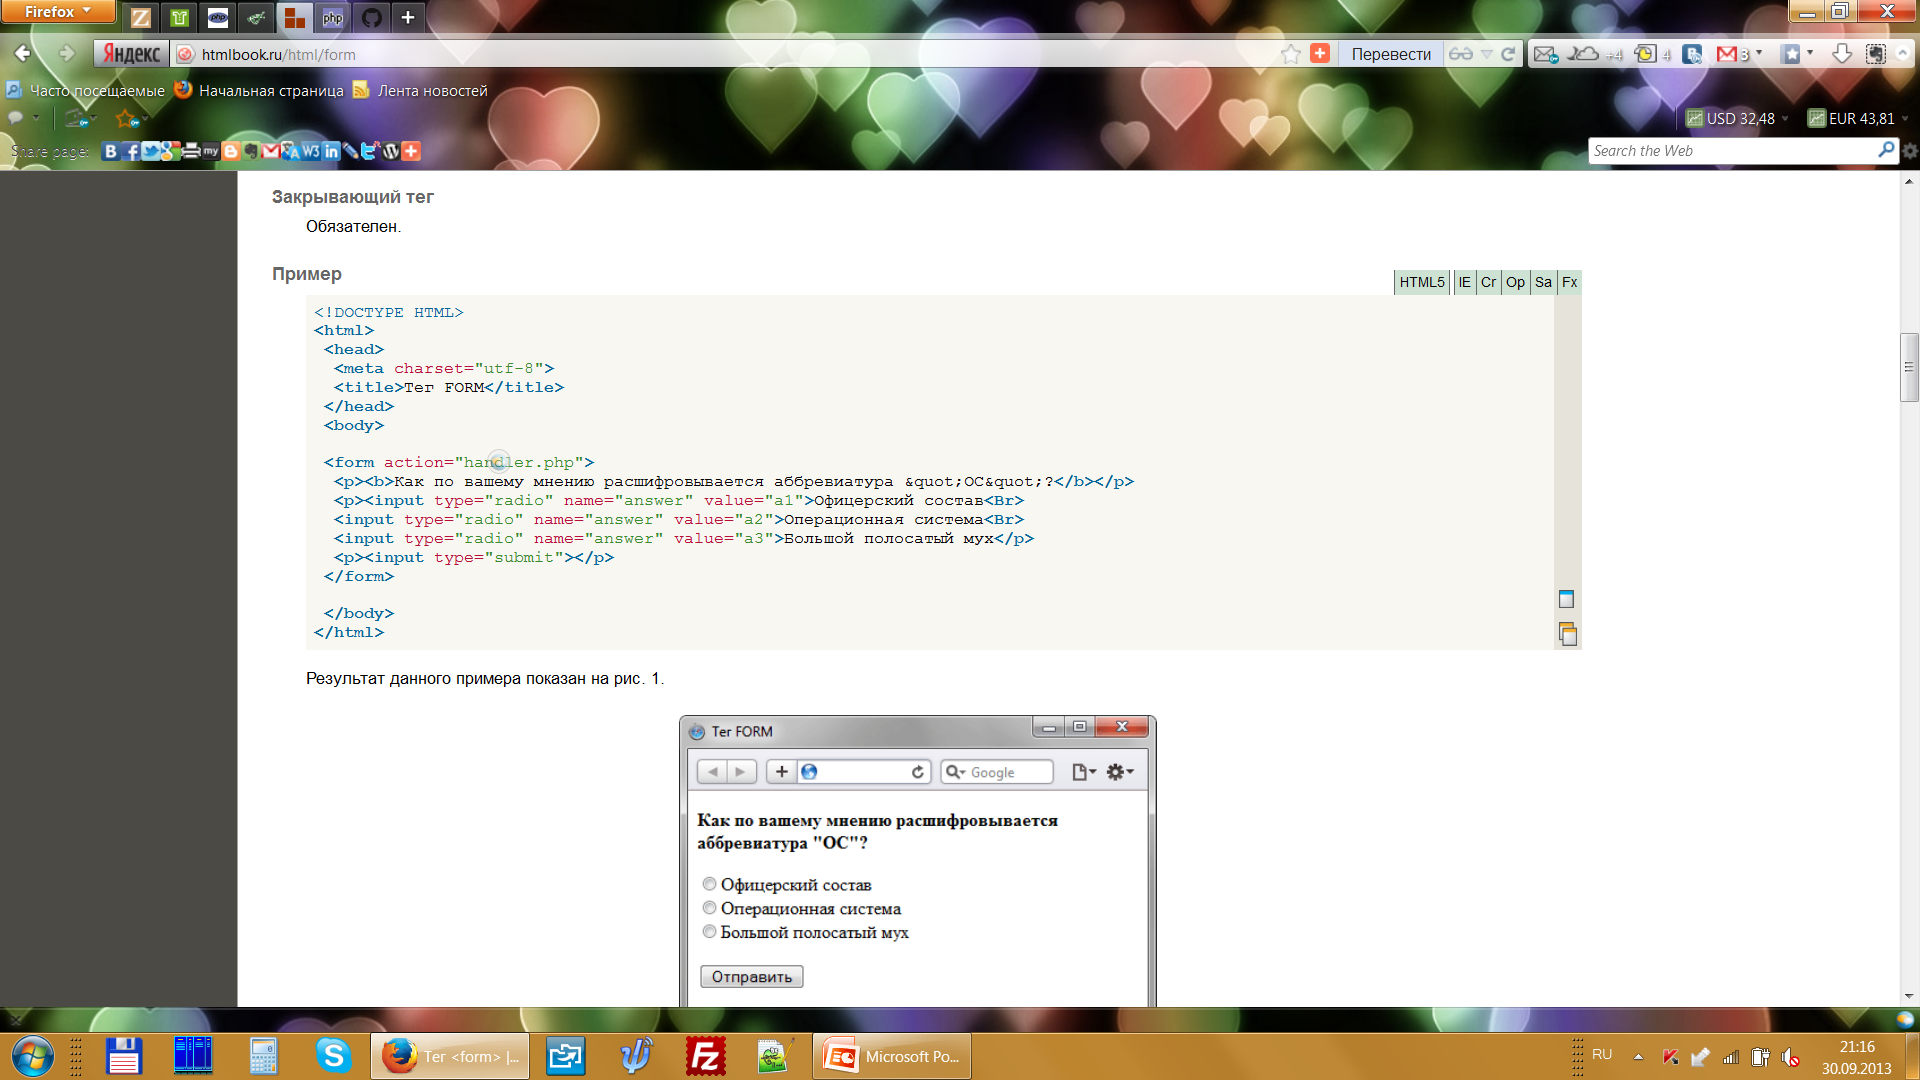 Firefox
Яндекс
htmlbook.ru/html/form
Перевести
+4
4
3
Часто посещаемые
Начальная страница
Лента новостей
USD 32,48
EUR 43,81
Share page:
Search the Web
Закрывающий тег
Обязателен.
Пример
HTML5 IE Cr Op Sa Fx
<!DOCTYPE HTML>
<html>
<head>
<meta charset="utf-8">
<title>Тег FORM</title>
</head>
<body>
<form action="handler.php">
<p><b>Как по вашему мнению расшифровывается аббревиатура &quot;ОС&quot;?</b></p>
<p><input type="radio" name="answer" value="a1">Офицерский состав<Br>
<input type="radio" name="answer" value="a2">Операционная система<Br>
<input type="radio" name="answer" value="a3">Большой полосатый мух</p>
<p><input type="submit"></p>
</form>
</body>
</html>
Результат данного примера показан на рис. 1.
Тег FORM
Google
Как по вашему мнению расшифровывается
аббревиатура "ОС"?
Офицерский состав
Операционная система
Большой полосатый мух
Отправить
Тег <form> |...
Microsoft Po...
RU
21:16
30.09.2013